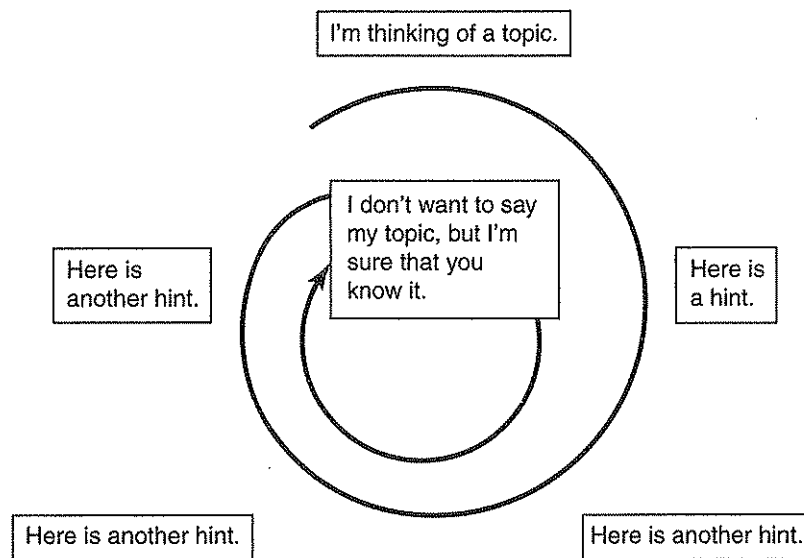 I'm thinking of a topic.
I don't want to say
my topic, but I'm
sure that you
know it.
Here is
a hint.
Here is another hint.
Here is another hint.
Here is
another hint.